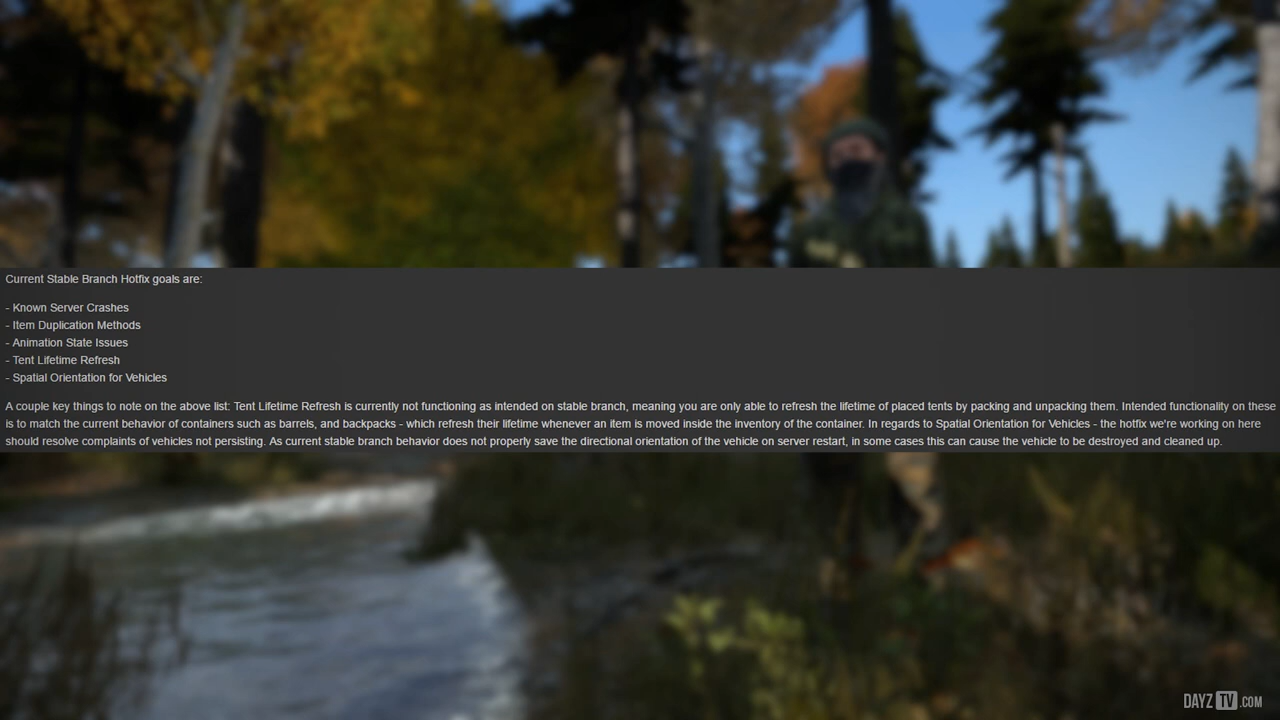 Current Stable Branch Hotfix goals are:
- Known Server Crashes
- Item Duplication Methods
- Animation State Issues
- Tent Lifetime Refresh
- Spatial Orientation for Vehicles
A couple key things to note on the above list: Tent Lifetime Refresh is currently not functioning as intended on stable branch, meaning you are only able to refresh the lifetime of placed tents by packing and unpacking them. Intended functionality on these
is to match the current behavior of containers such as barrels, and backpacks - which refresh their lifetime whenever an item is moved inside the inventory of the container. In regards to Spatial Orientation for Vehicles - the hotfix we're working on here
should resolve complaints of vehicles not persisting. As current stable branch behavior does not properly save the directional orientation of the vehicle on server restart, in some cases this can cause the vehicle to be destroyed and cleaned up.
DAYZ TV .COM